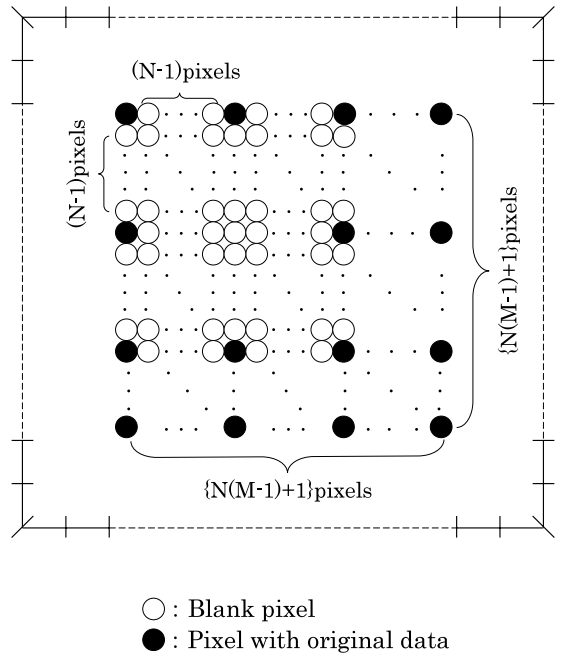 (N-1)pixels
(N-1)pixels
{N(M-1)+1}pixels
{N(M-1)+1}pixels
: Blank pixel
: Pixel with original data